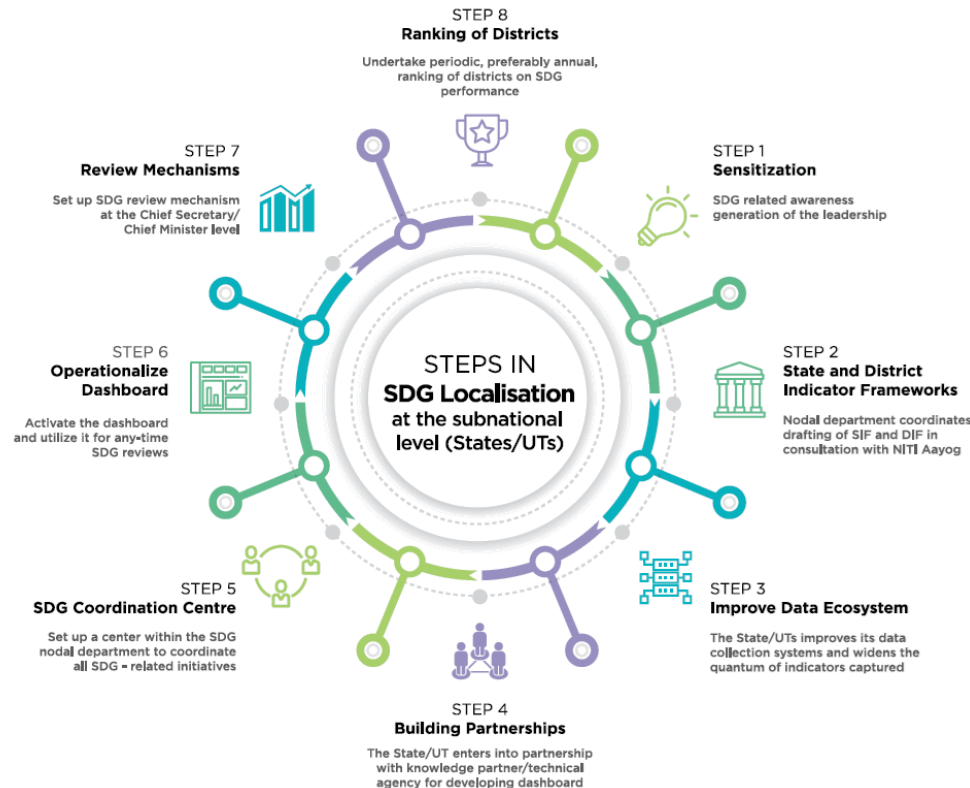 STEP 8
Ranking of Districts
Undertake periodic, preferably annual,
ranking of districts on SDG
performance
STEP 1
Sensitization
SDG related awareness
generation of the leadership
STEP 2
State and District
Indicator Frameworks
Nodal department coordinates
drafting of SIF and DIF in
consultation with NITI Aayog
STEP 3
Improve Data Ecosystem
The State/UTs improves its data
collection systems and widens the
quantum of indicators captured
STEP 4
Building Partnerships
The State/UT enters into partnership
with knowledge partner/technical
agency for developing dashboard
STEP 5
SDG Coordination Centre
Set up a center within the SDG
nodal department to coordinate
all SDG - related initiatives
STEP 6
Operationalize
Dashboard
Activate the dashboard
and utilize it for any-time
SDG reviews
STEP 7
Review Mechanisms
Set up SDG review mechanism
at the Chief Secretary/
Chief Minister level
STEPS IN
SDG Localisation
at the subnational
level (States/UTs)